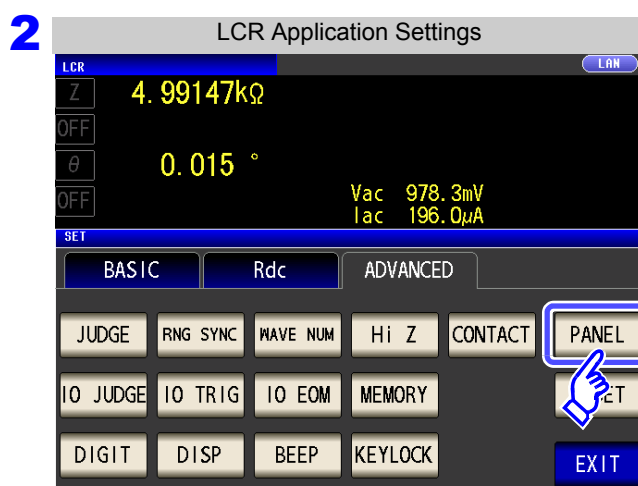 2 LCR Application Settings
LCR LAN
Z 4.99147kΩ
OFF
θ 0.015 °
OFF Vac 978.3mV
Iac 196.0μA
SET
BASIC Rdc ADVANCED
JUDGE RNG SYNC WAVE NUM Hi Z CONTACT PANEL
IO JUDGE IO TRIG IO EOM MEMORY
DIGIT DISP BEEP KEYLOCK EXIT